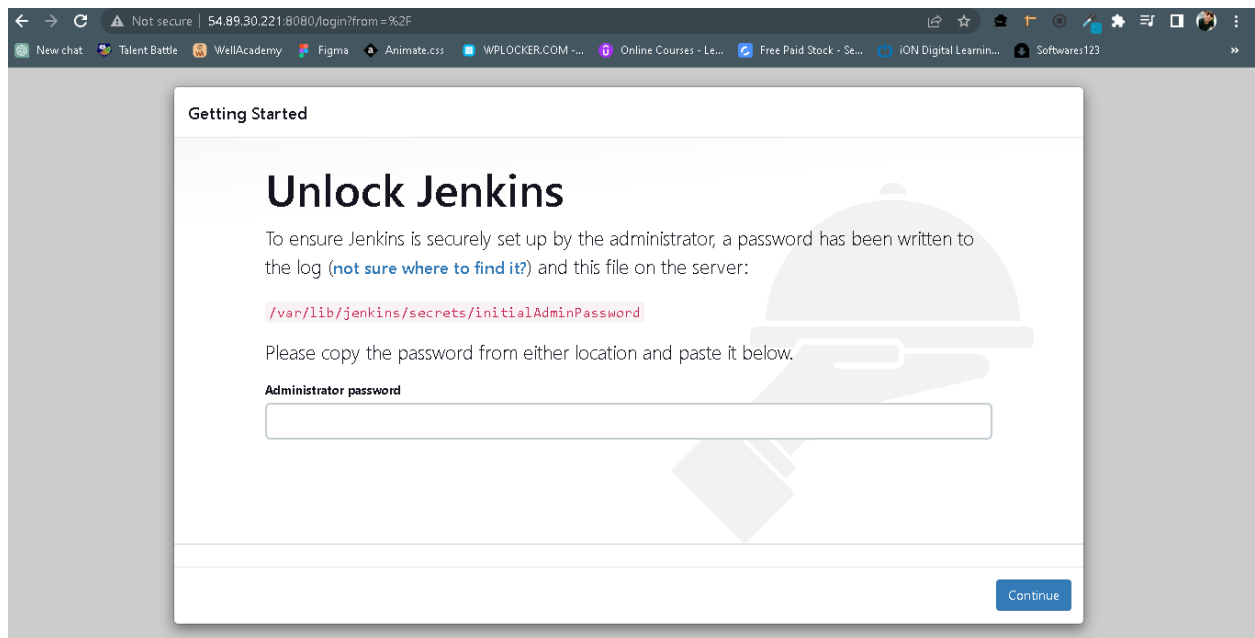 Not secure | 54.89.30.221:8080/login?from=%2F
New chat Talent Battle WellAcademy Figma Animate.css WPLOCKER.COM -... Online Courses - Le... Free Paid Stock - Se... iON Digital Learnin... Softwares123 »
Getting Started
Unlock Jenkins
To ensure Jenkins is securely set up by the administrator, a password has been written to
the log (not sure where to find it?) and this file on the server:
/var/lib/jenkins/secrets/initialAdminPassword
Please copy the password from either location and paste it below.
Administrator password
Continue